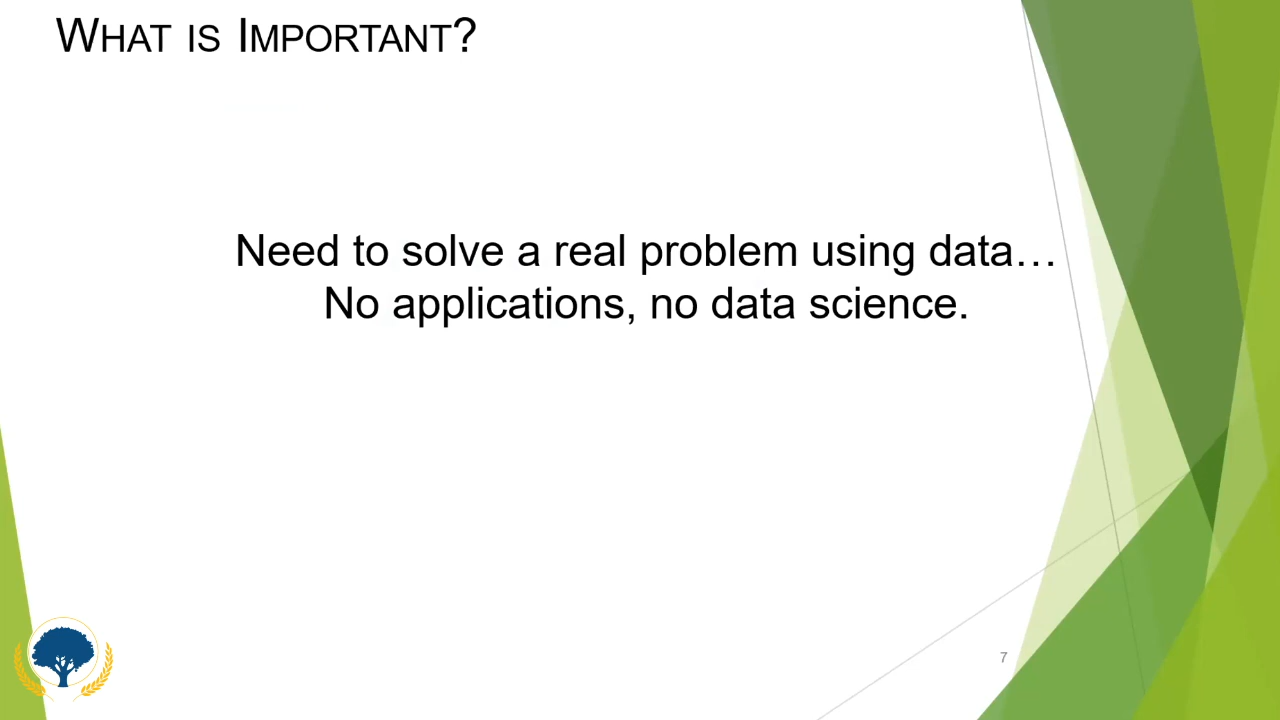 WHAT IS IMPORTANT?
Need to solve a real problem using data…
No applications, no data science.
7